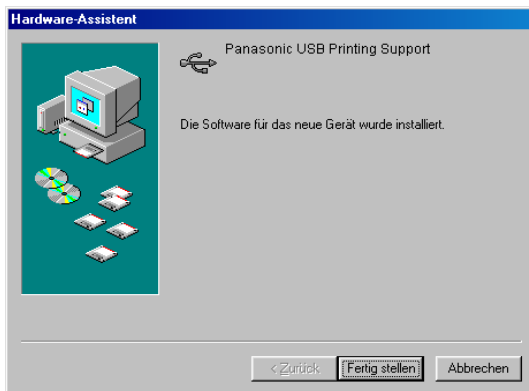 Hardware-Assistent
Panasonic USB Printing Support
Die Software für das neue Gerät wurde installiert.
< Zurück
Fertig stellen
Abbrechen